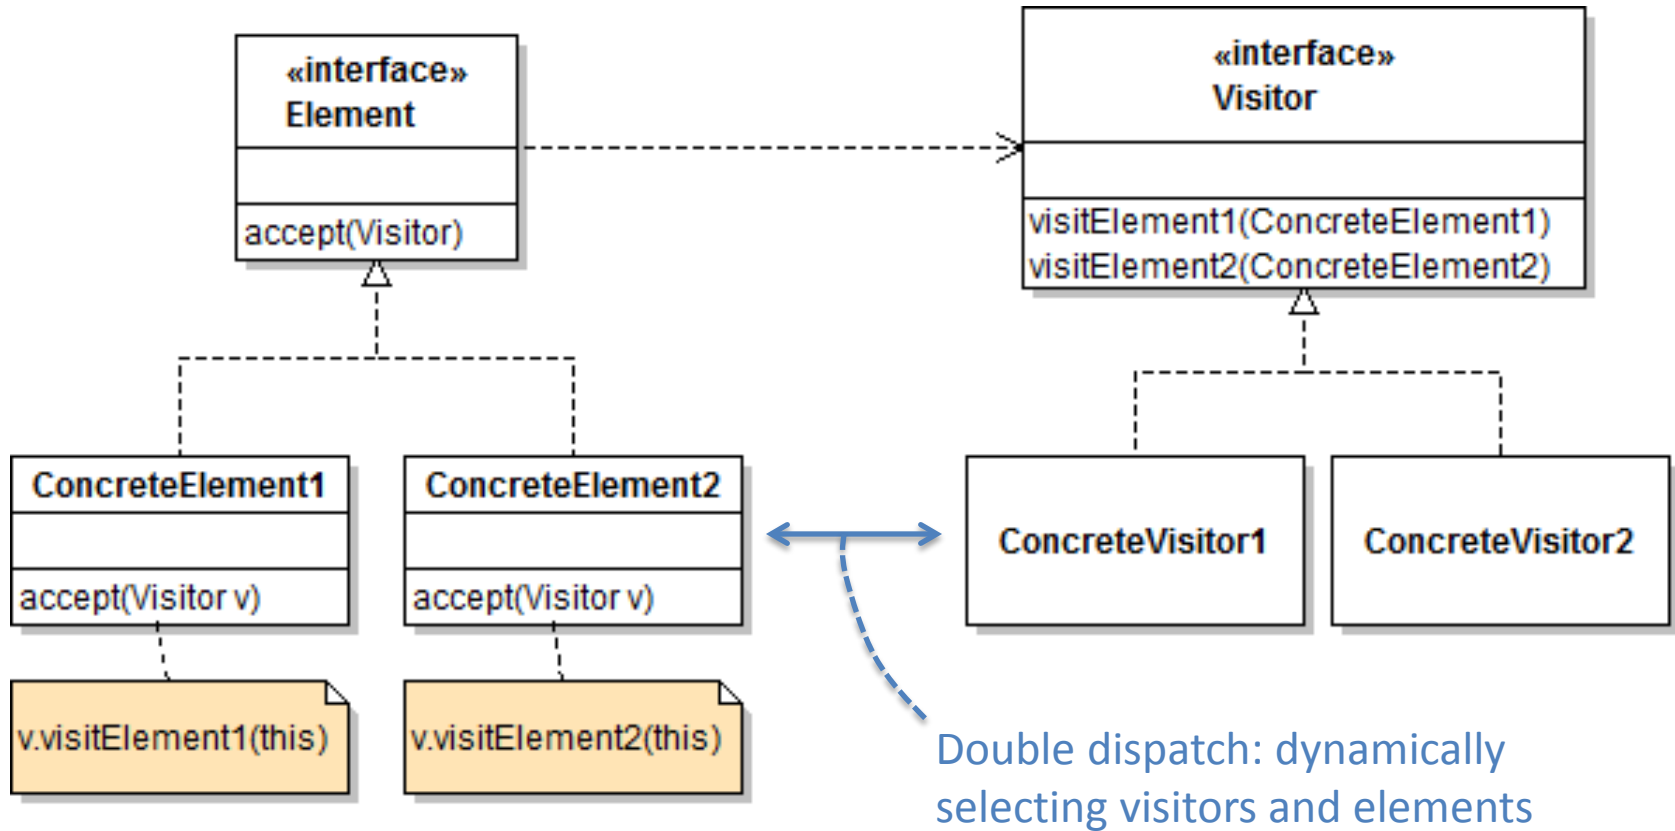 «interface»
Element
accept(Visitor)
«interface»
Visitor
visitElement1(ConcreteElement1)
visitElement2(ConcreteElement2)
ConcreteElement1
accept(Visitor v)
v.visitElement1(this)
ConcreteElement2
accept(Visitor v)
v.visitElement2(this)
ConcreteVisitor1
ConcreteVisitor2
Double dispatch: dynamically
selecting visitors and elements